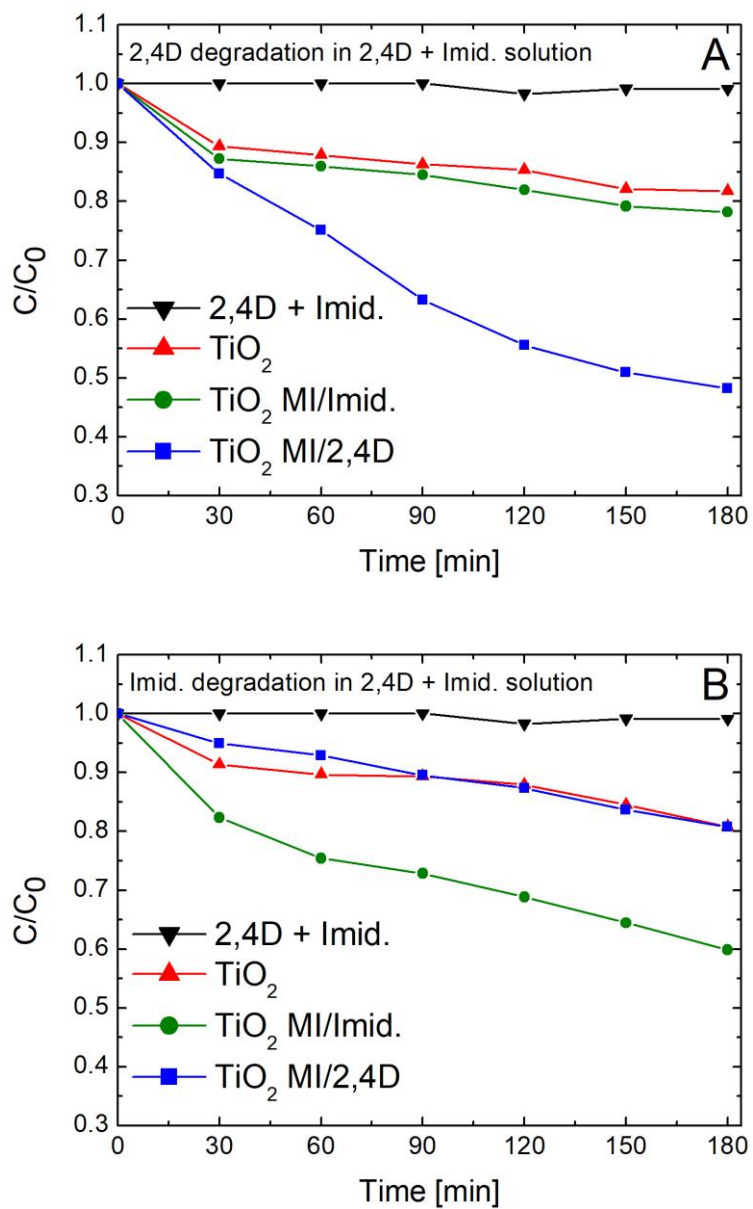 2,4D degradation in 2,4D + Imid. solution
A
1.1
1.0
0.9
0.8
0.7
0.6
0.5
0.4
0.3
C/C₀
2,4D + Imid.
TiO₂
TiO₂ MI/Imid.
TiO₂ MI/2,4D
0 30 60 90 120 150 180
Time [min]
Imid. degradation in 2,4D + Imid. solution
B
1.1
1.0
0.9
0.8
0.7
0.6
0.5
0.4
0.3
C/C₀
2,4D + Imid.
TiO₂
TiO₂ MI/Imid.
TiO₂ MI/2,4D
0 30 60 90 120 150 180
Time [min]